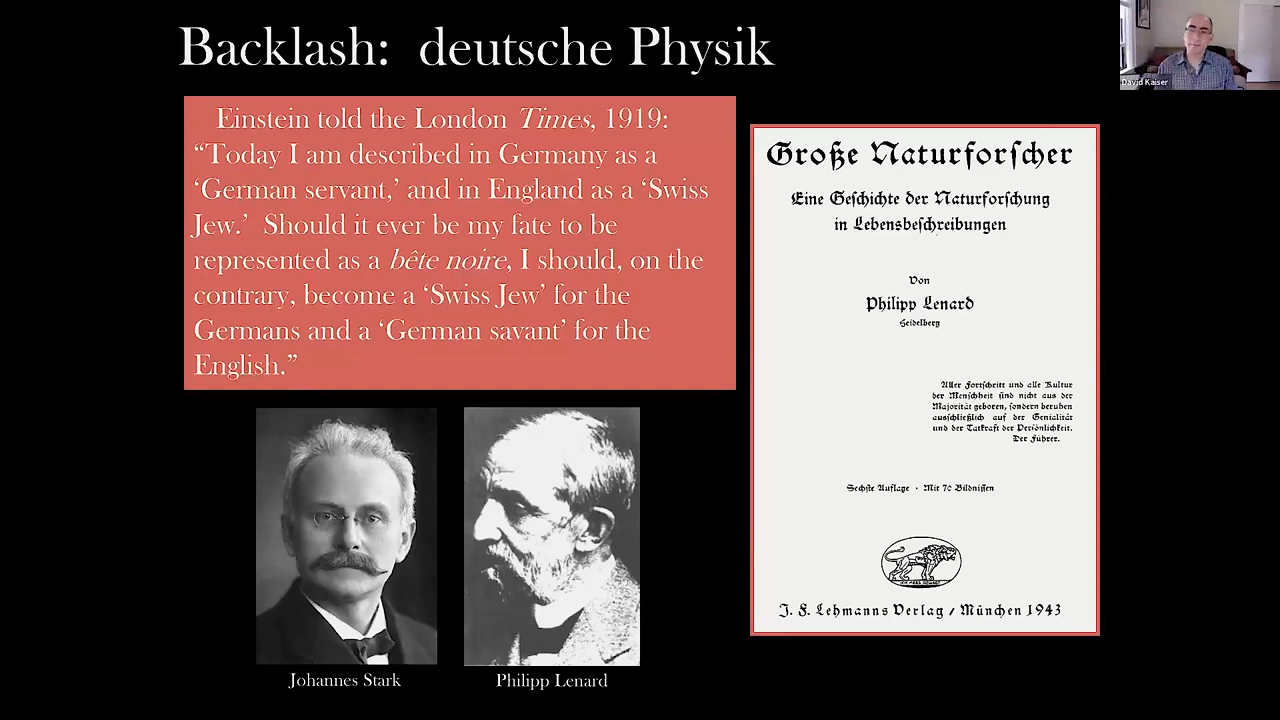 Backlash: deutsche Physik
David Kaiser
Einstein told the London Times, 1919:
“Today I am described in Germany as a
‘German servant,’ and in England as a ‘Swiss
Jew.’ Should it ever be my fate to be
represented as a bête noire, I should, on the
contrary, become a ‘Swiss Jew’ for the
Germans and a ‘German savant’ for the
English.”
Johannes Stark
Philipp Lenard
Große Naturforscher
Eine Geschichte der Naturforschung
in Lebensbeschreibungen
Von
Philipp Lenard
Heidelberg
Aller Fortschritt und alle Kultur
der Menschheit sind nicht aus der
Majorität geboren, sondern beruhen
ausschließlich auf der Genialität
und der Tatkraft der Persönlichkeit.
Der Führer.
Sechste Auflage · Mit 70 Bildnissen
J. F. Lehmanns Verlag / München 1943